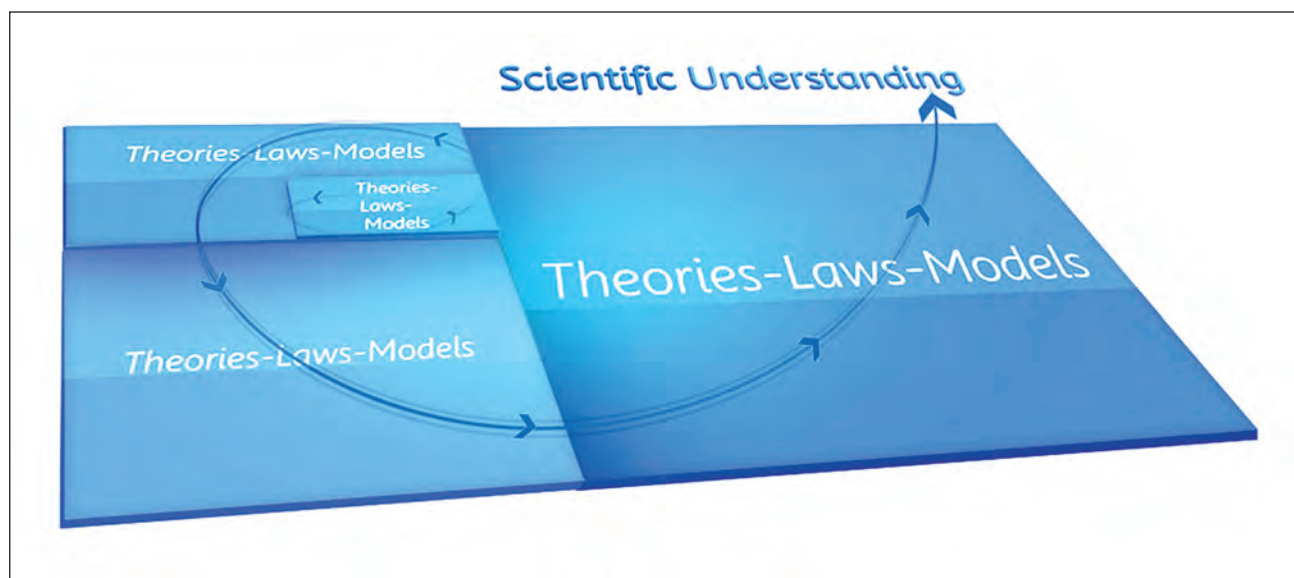 Scientific Understanding
Theories-Laws-Models
Theories-
Laws-
Models
Theories-Laws-Models
Theories-Laws-Models